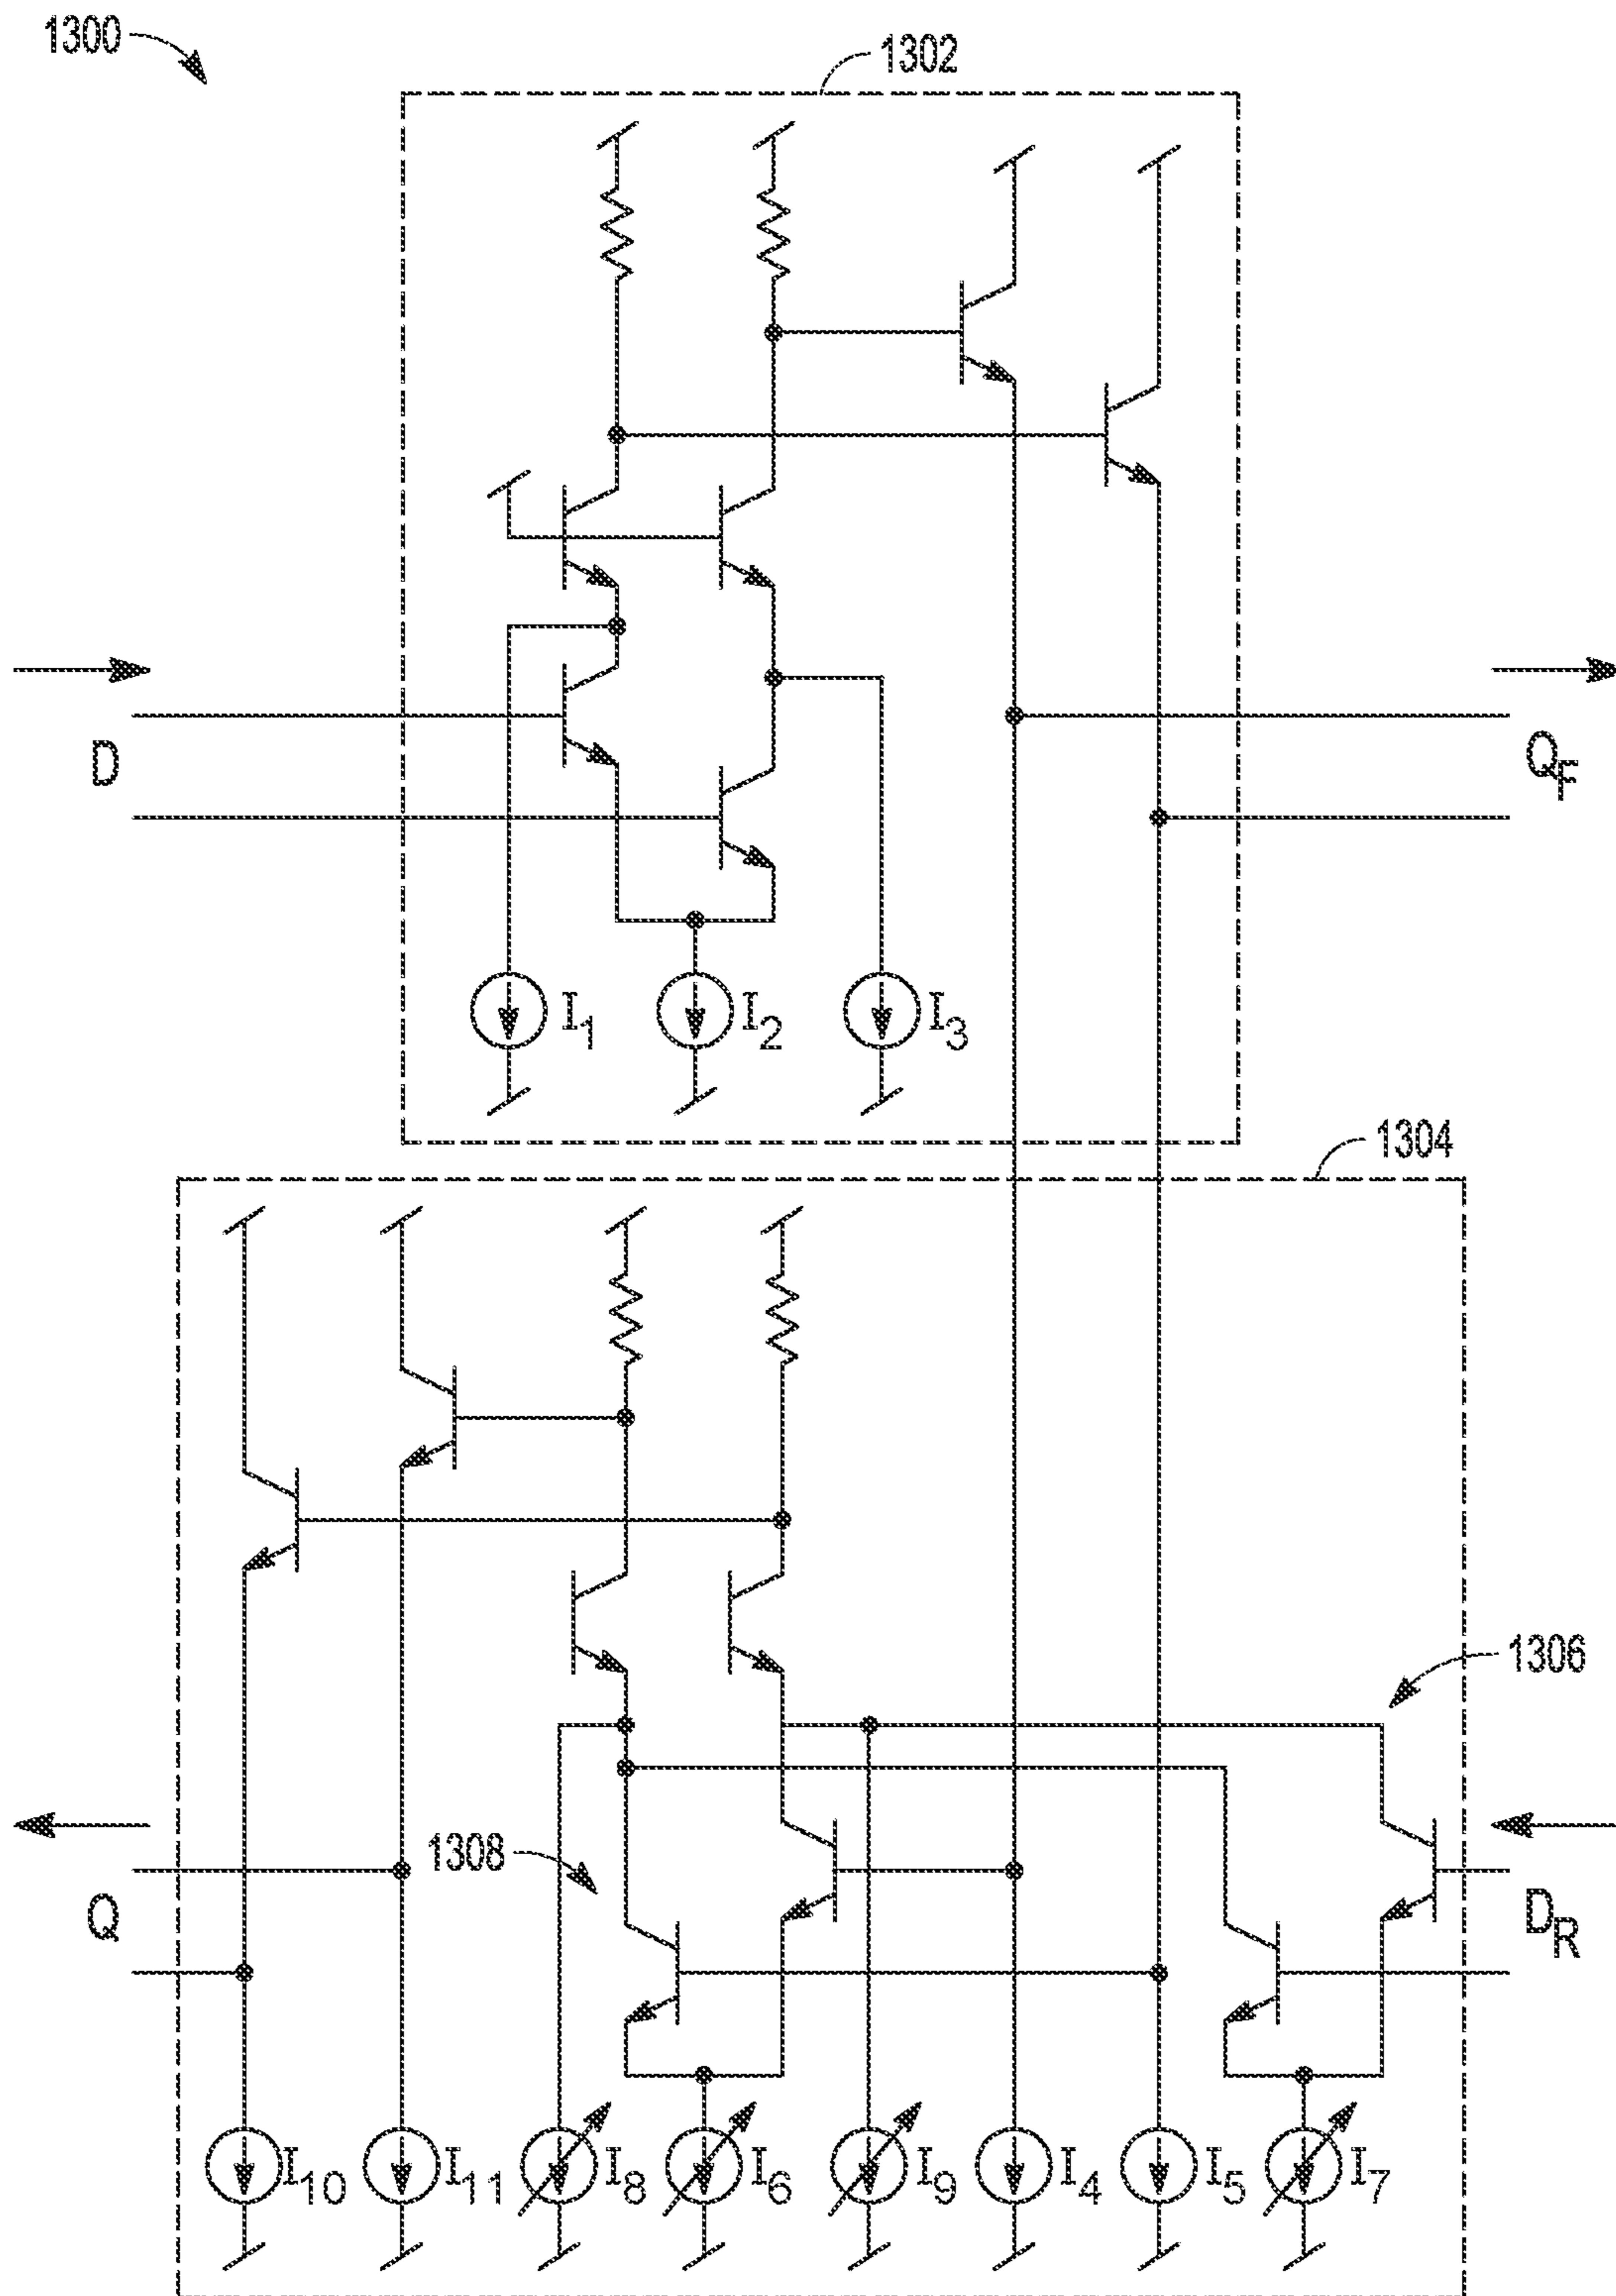 1300
1302
D
Q_F
I_1
I_2
I_3
1304
1306
1308
Q
D_R
I_10
I_11
I_8
I_6
I_9
I_4
I_5
I_7